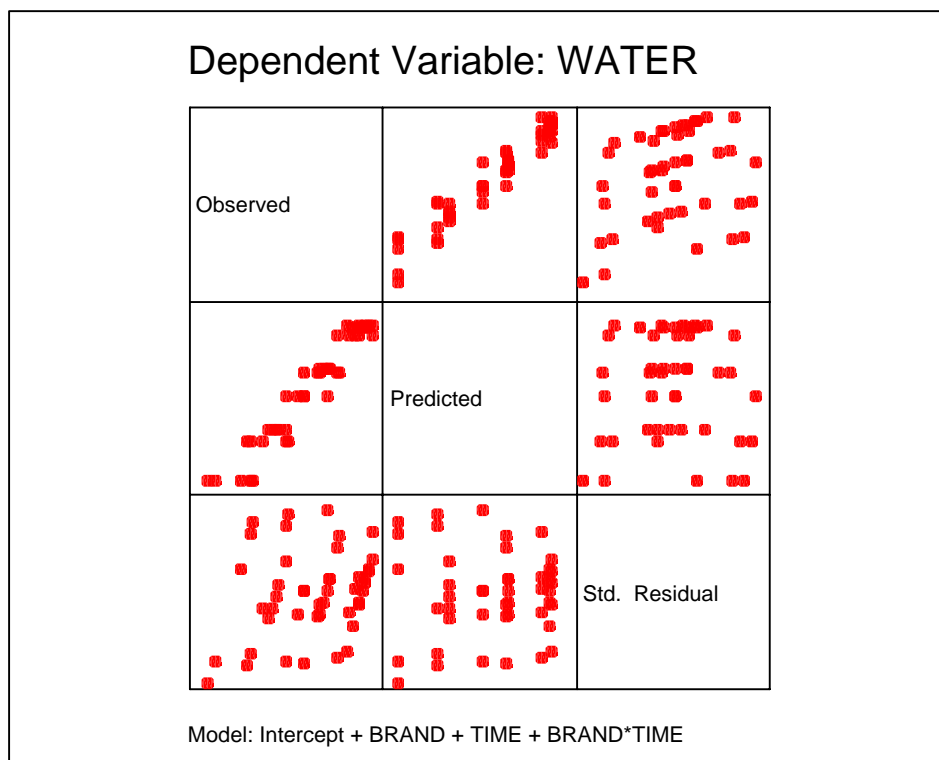 Dependent Variable: WATER
Observed
Predicted
Std. Residual
Model: Intercept + BRAND + TIME + BRAND*TIME